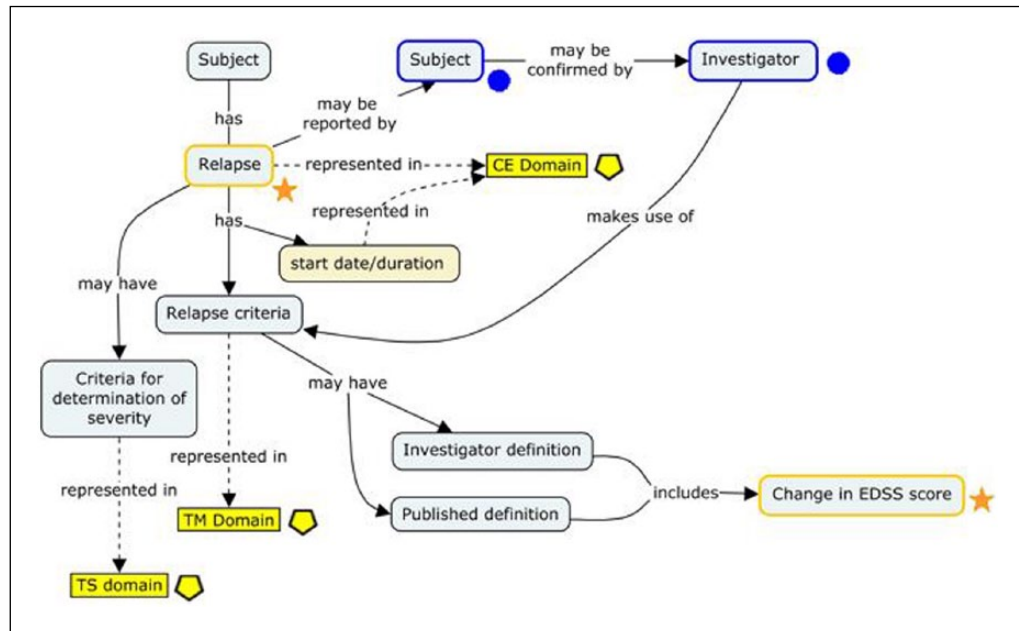 Subject
Subject
may be
confirmed by
Investigator
has
may be
reported by
Relapse
represented in
CE Domain
has
represented in
makes use of
start date/duration
may have
Relapse criteria
Criteria for
determination of
severity
may have
Investigator definition
represented in
represented in
includes
Change in EDSS score
TM Domain
Published definition
TS domain